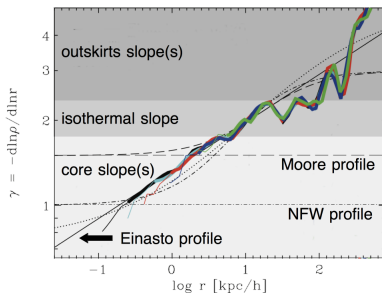 4
outskirts slope(s)
3
isothermal slope
2
core slope(s)
Moore profile
NFW profile
1
Einasto profile
γ = −dlnρ/dlnr
−1
0
1
2
log r [kpc/h]